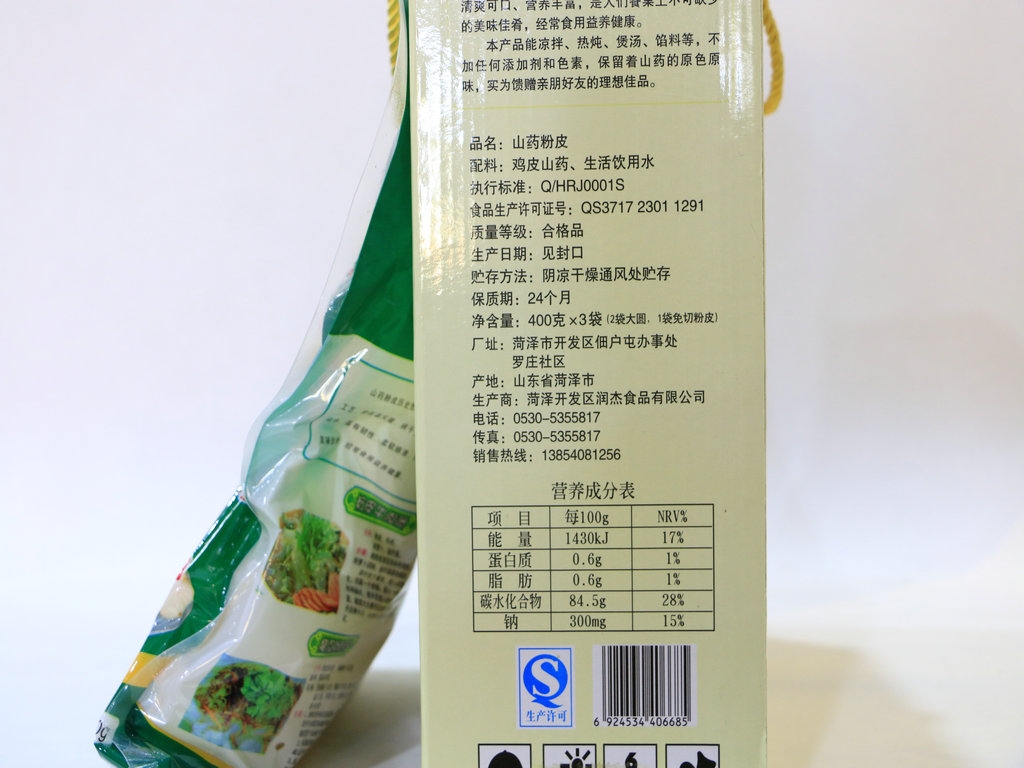 清爽可口、营养丰富，是人们餐桌上不可缺少
的美味佳肴，经常食用益养健康。
本产品能凉拌、热炖、煲汤、馅料等，不
加任何添加剂和色素，保留着山药的原色原
味，实为馈赠亲朋好友的理想佳品。
品名：山药粉皮
配料：鸡皮山药、生活饮用水
执行标准：Q/HRJ0001S
食品生产许可证号：QS3717 2301 1291
质量等级：合格品
生产日期：见封口
贮存方法：阴凉干燥通风处贮存
保质期：24个月
净含量：400克×3袋（2袋大圆，1袋免切粉皮）
厂址：菏泽市开发区佃户屯办事处
罗庄社区
产地：山东省菏泽市
生产商：菏泽开发区润杰食品有限公司
电话：0530-5355817
传真：0530-5355817
销售热线：13854081256
营养成分表
项 目 每100g NRV%
能 量 1430kJ 17%
蛋白质 0.6g 1%
脂 肪 0.6g 1%
碳水化合物 84.5g 28%
钠 300mg 15%
生产许可
6 924534 406685